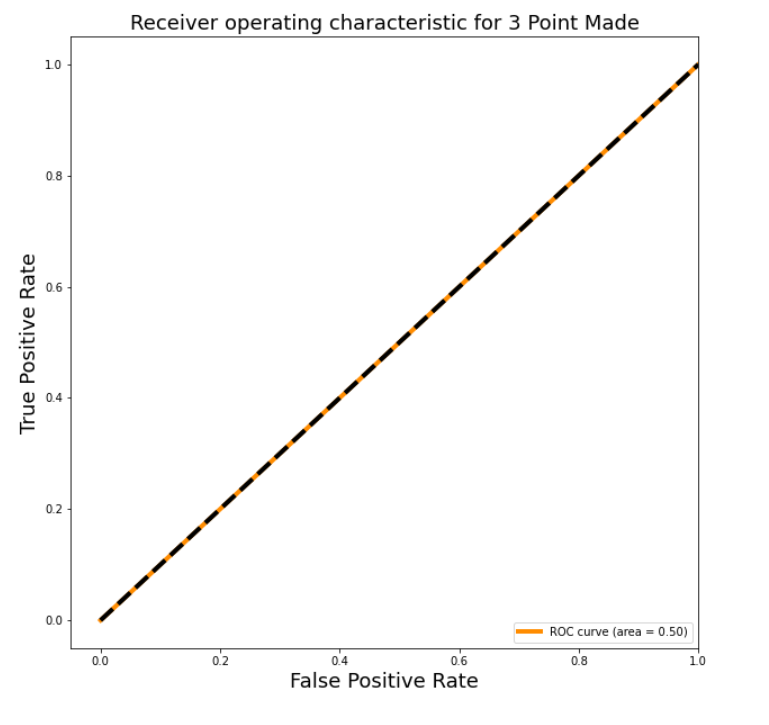 Receiver operating characteristic for 3 Point Made
1.0
0.8
0.6
0.4
0.2
0.0
True Positive Rate
ROC curve (area = 0.50)
0.0 0.2 0.4 0.6 0.8 1.0
False Positive Rate